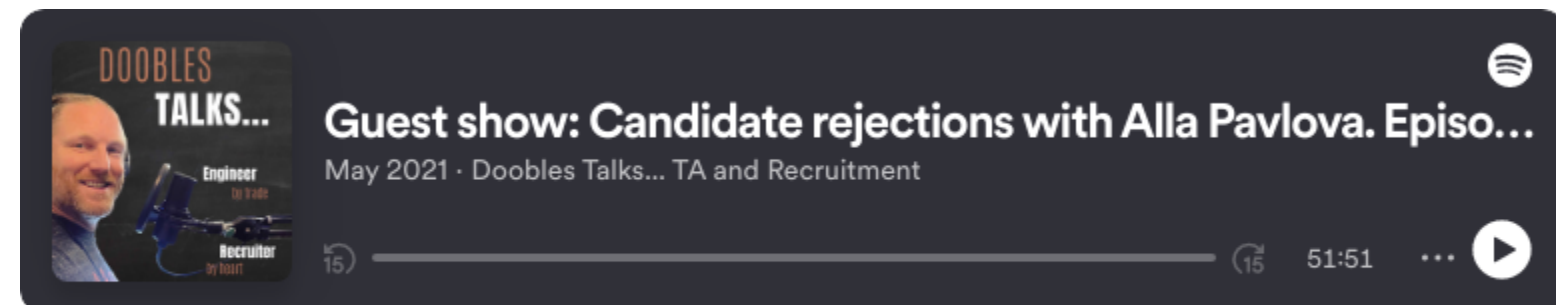 DOOBLES
TALKS...
Engineer
by trade
Recruiter
by heart
Guest show: Candidate rejections with Alla Pavlova. Episo...
May 2021 · Doobles Talks... TA and Recruitment
15
15
51:51